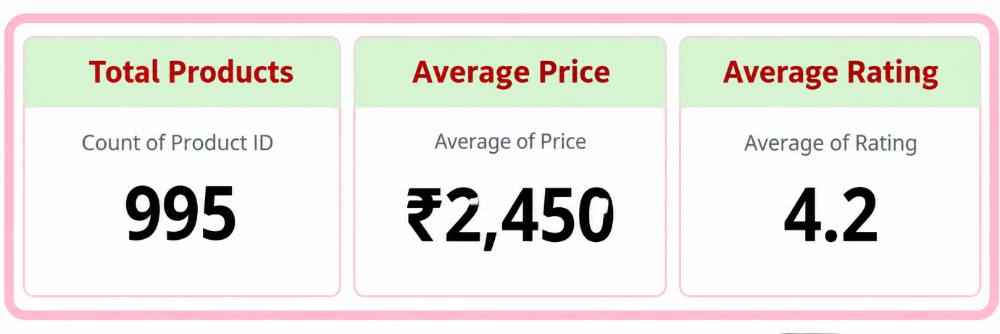 Total Products
Count of Product ID
995
Average Price
Average of Price
₹2,450
Average Rating
Average of Rating
4.2